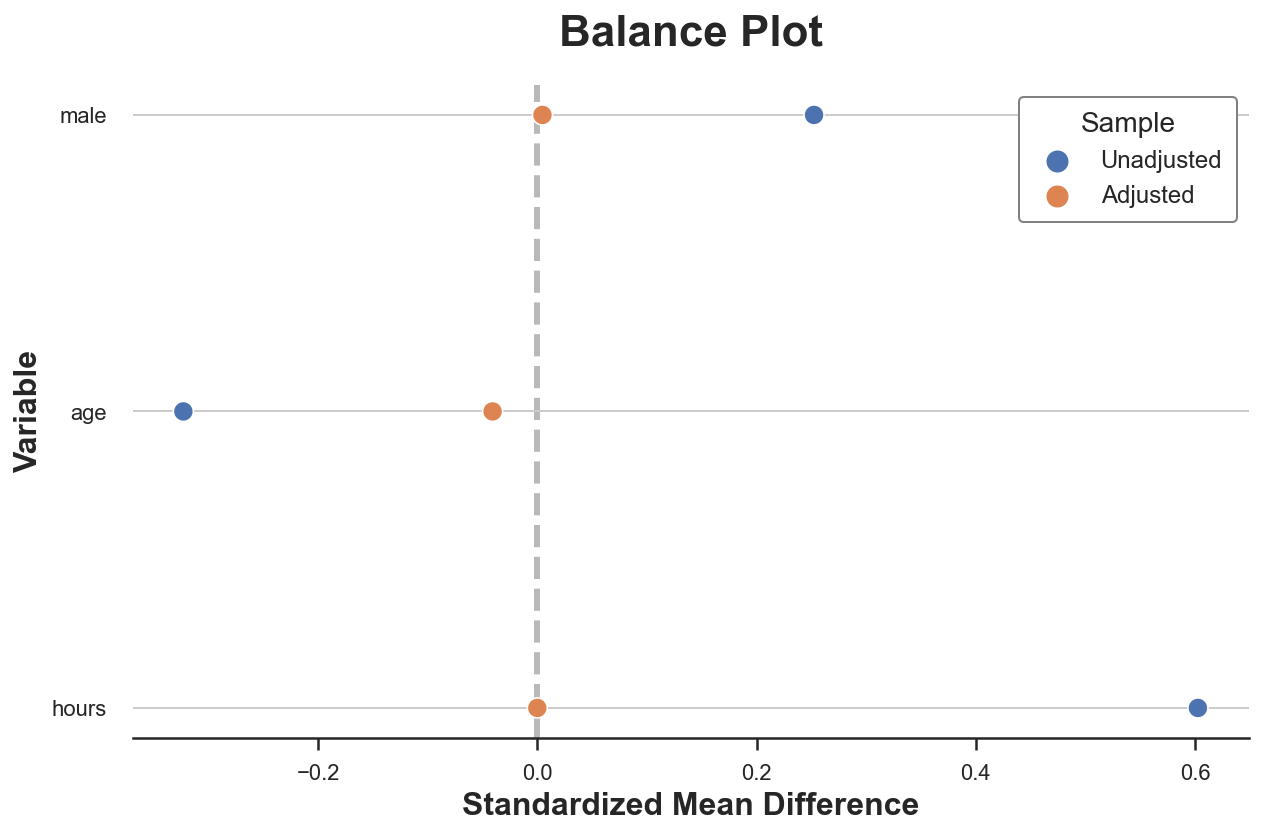 Balance Plot
male
age
hours
Variable
Sample
Unadjusted
Adjusted
−0.2
0.0
0.2
0.4
0.6
Standardized Mean Difference